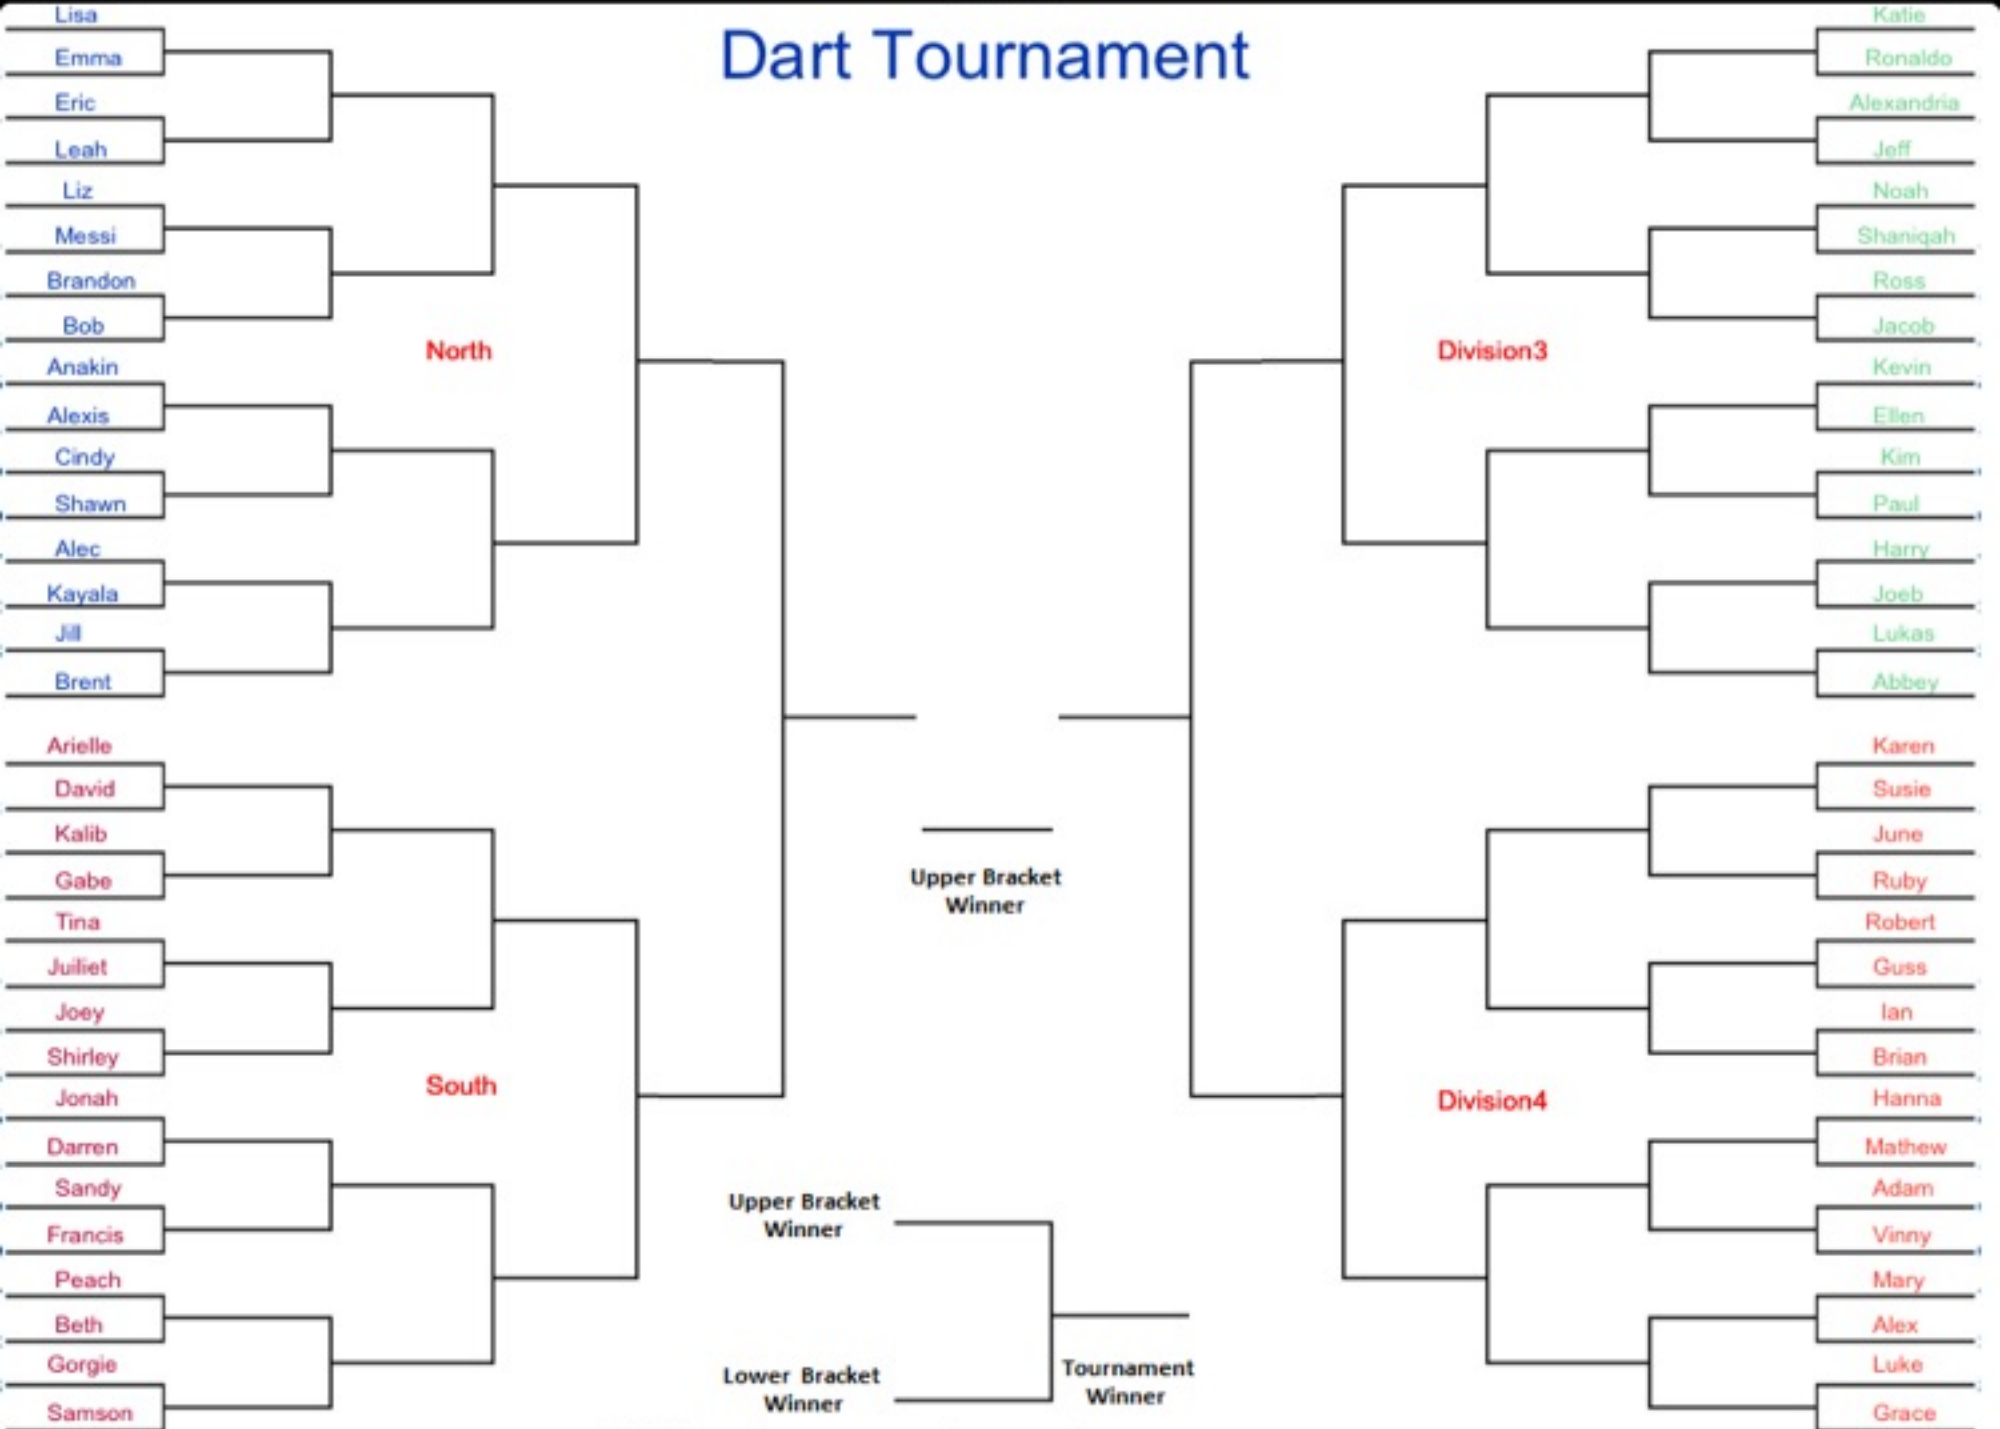 Dart Tournament
Lisa
Emma
Eric
Leah
Liz
Messi
Brandon
Bob
Anakin
Alexis
Cindy
Shawn
Alec
Kayala
Jill
Brent
North
Arielle
David
Kalib
Gabe
Tina
Juiliet
Joey
Shirley
Jonah
Darren
Sandy
Francis
Peach
Beth
Gorgie
Samson
South
Upper Bracket
Winner
Upper Bracket
Winner
Lower Bracket
Winner
Tournament
Winner
Katie
Ronaldo
Alexandria
Jeff
Noah
Shaniqah
Ross
Jacob
Kevin
Ellen
Kim
Paul
Harry
Joeb
Lukas
Abbey
Division3
Karen
Susie
June
Ruby
Robert
Guss
Ian
Brian
Hanna
Mathew
Adam
Vinny
Mary
Alex
Luke
Grace
Division4